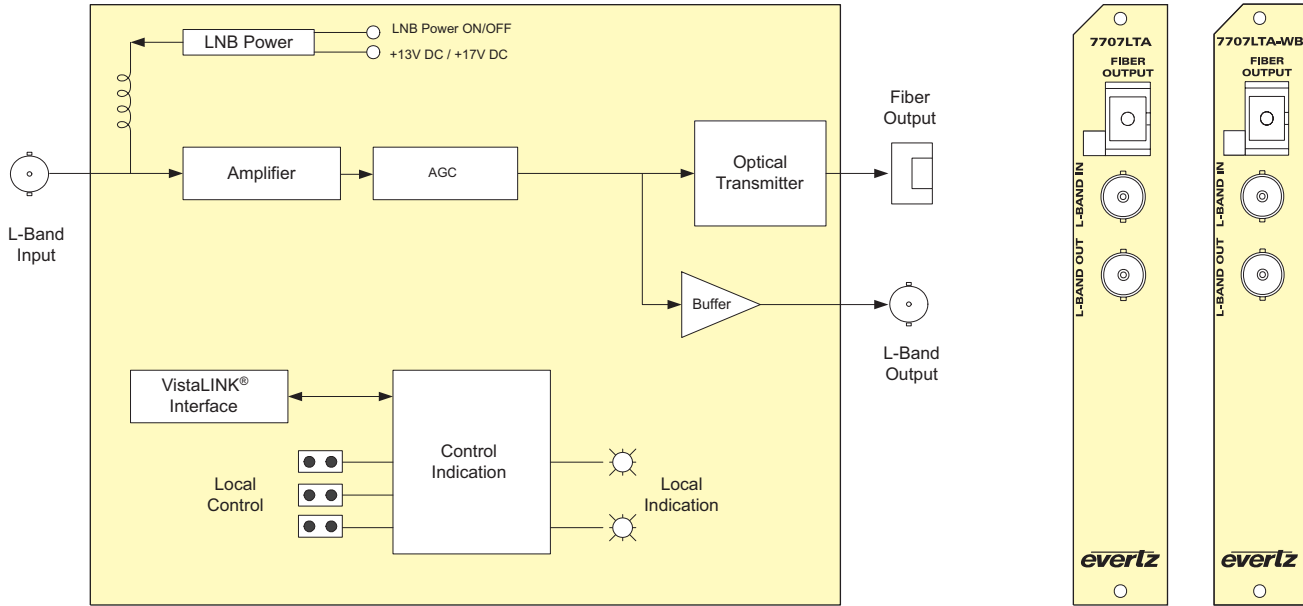 LNB Power
LNB Power ON/OFF
+13V DC / +17V DC
L-Band
Input
Amplifier
AGC
Optical
Transmitter
Fiber
Output
Buffer
L-Band
Output
VistaLINK®
Interface
Control
Indication
Local
Control
Local
Indication
7707LTA
FIBER
OUTPUT
L-BAND IN
L-BAND OUT
evertz
7707LTA-WB
FIBER
OUTPUT
L-BAND IN
L-BAND OUT
evertz